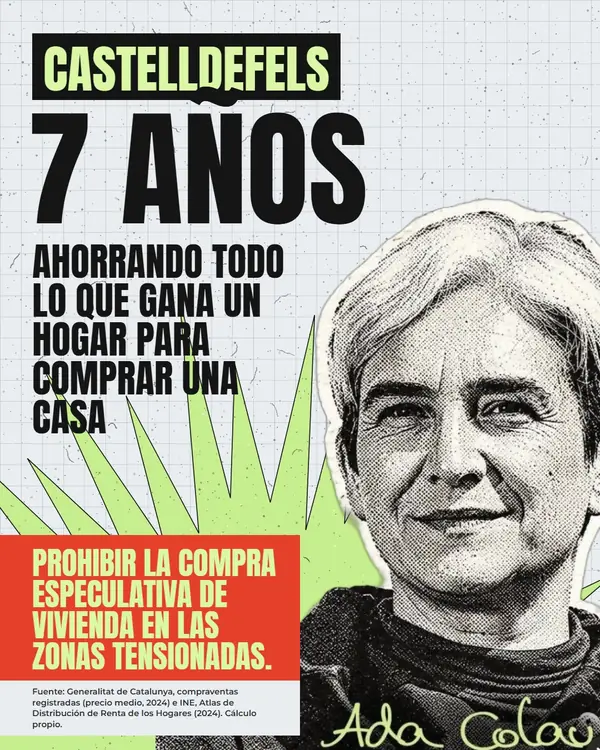 CASTELLDEFELS
7 AÑOS
AHORRANDO TODO
LO QUE GANA UN
HOGAR PARA
COMPRAR UNA
CASA
PROHIBIR LA COMPRA
ESPECULATIVA DE
VIVIENDA EN LAS
ZONAS TENSIONADAS.
Fuente: Generalitat de Catalunya, compraventas
registradas (precio medio, 2024) e INE, Atlas de
Distribución de Renta de los Hogares (2024). Cálculo
propio.
Ada Colau